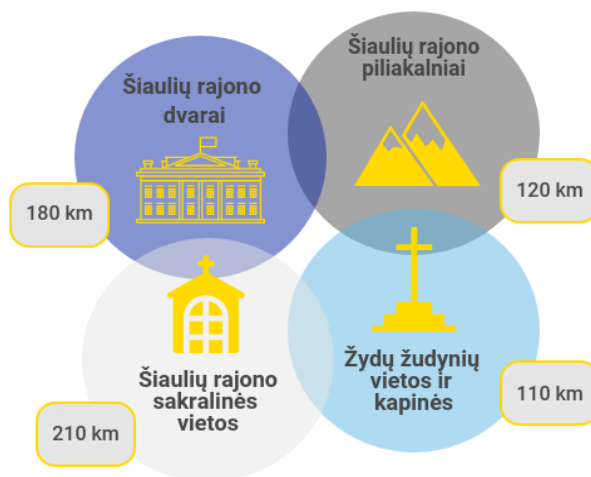 Šiaulių rajono
dvarai
180 km
Šiaulių rajono
piliakalniai
120 km
Šiaulių rajono
sakralinės
vietos
210 km
Žydų žudynių
vietos ir
kapinės
110 km